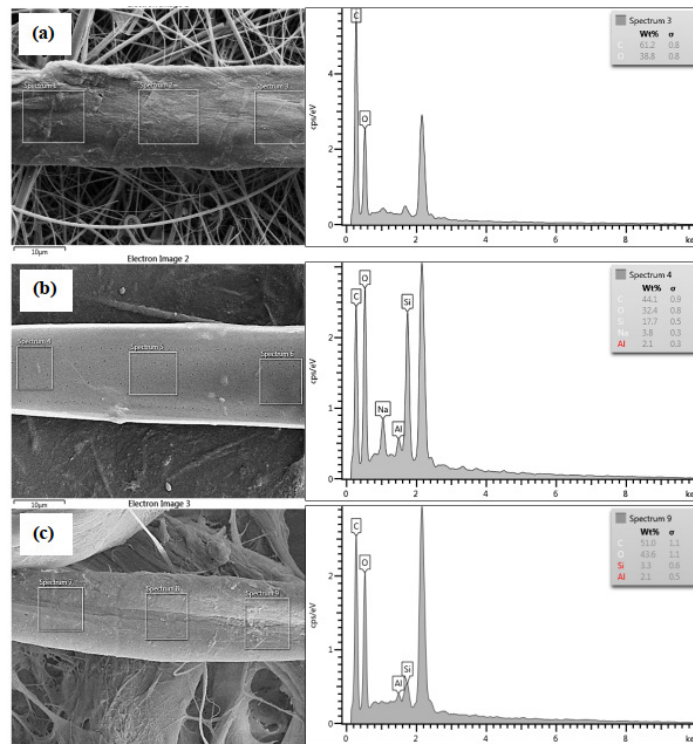 (a)
Spectrum 1
Spectrum 2
Spectrum 3
10µm
Electron Image 2
C
O
4
2
0
cps/eV
0 2 4 6 8 ke
Spectrum 3
Wt% σ
C 61.2 0.8
O 38.8 0.8
(b)
Spectrum 4
Spectrum 5
Spectrum 6
10µm
Electron Image 3
C
O
Na
Al
Si
2
1
0
cps/eV
0 2 4 6 8 ke
Spectrum 4
Wt% σ
C 44.1 0.9
O 32.4 0.8
Si 17.7 0.5
Na 3.8 0.3
Al 2.1 0.3
(c)
Spectrum 7
Spectrum 8
Spectrum 9
C
O
Al
Si
2
1
0
cps/eV
0 2 4 6 8 ke
Spectrum 9
Wt% σ
C 51.0 1.1
O 43.6 1.1
Si 3.3 0.6
Al 2.1 0.5